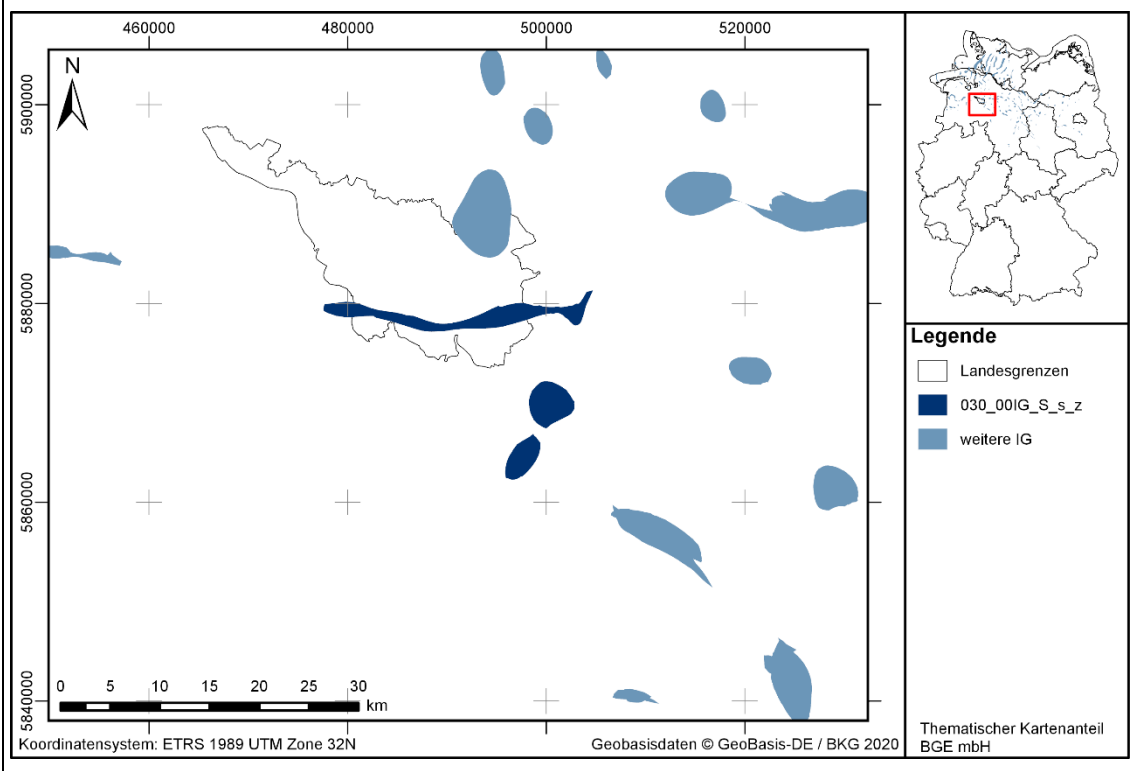 460000 480000 500000 520000
N
5900000
5880000
5860000
5840000
0 5 10 15 20 25 30
km
Koordinatensystem: ETRS 1989 UTM Zone 32N
Geobasisdaten © GeoBasis-DE / BKG 2020
Legende
Landesgrenzen
030_00IG_S_s_z
weitere IG
Thematischer Kartenanteil
BGE mbH